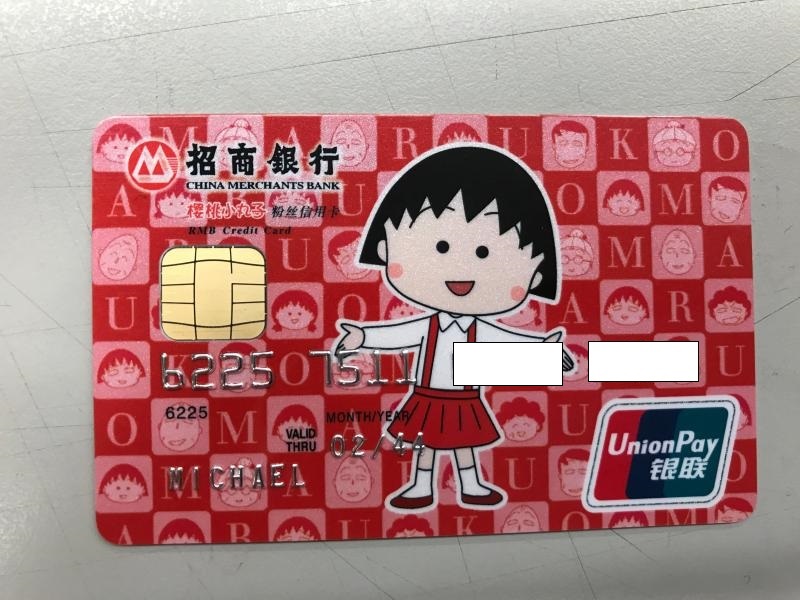 招商银行
CHINA MERCHANTS BANK
樱桃小丸子 粉丝信用卡
RMB Credit Card
6225 7511
6225
MONTH/YEAR
VALID THRU 02/44
MICHAEL
UnionPay
银联